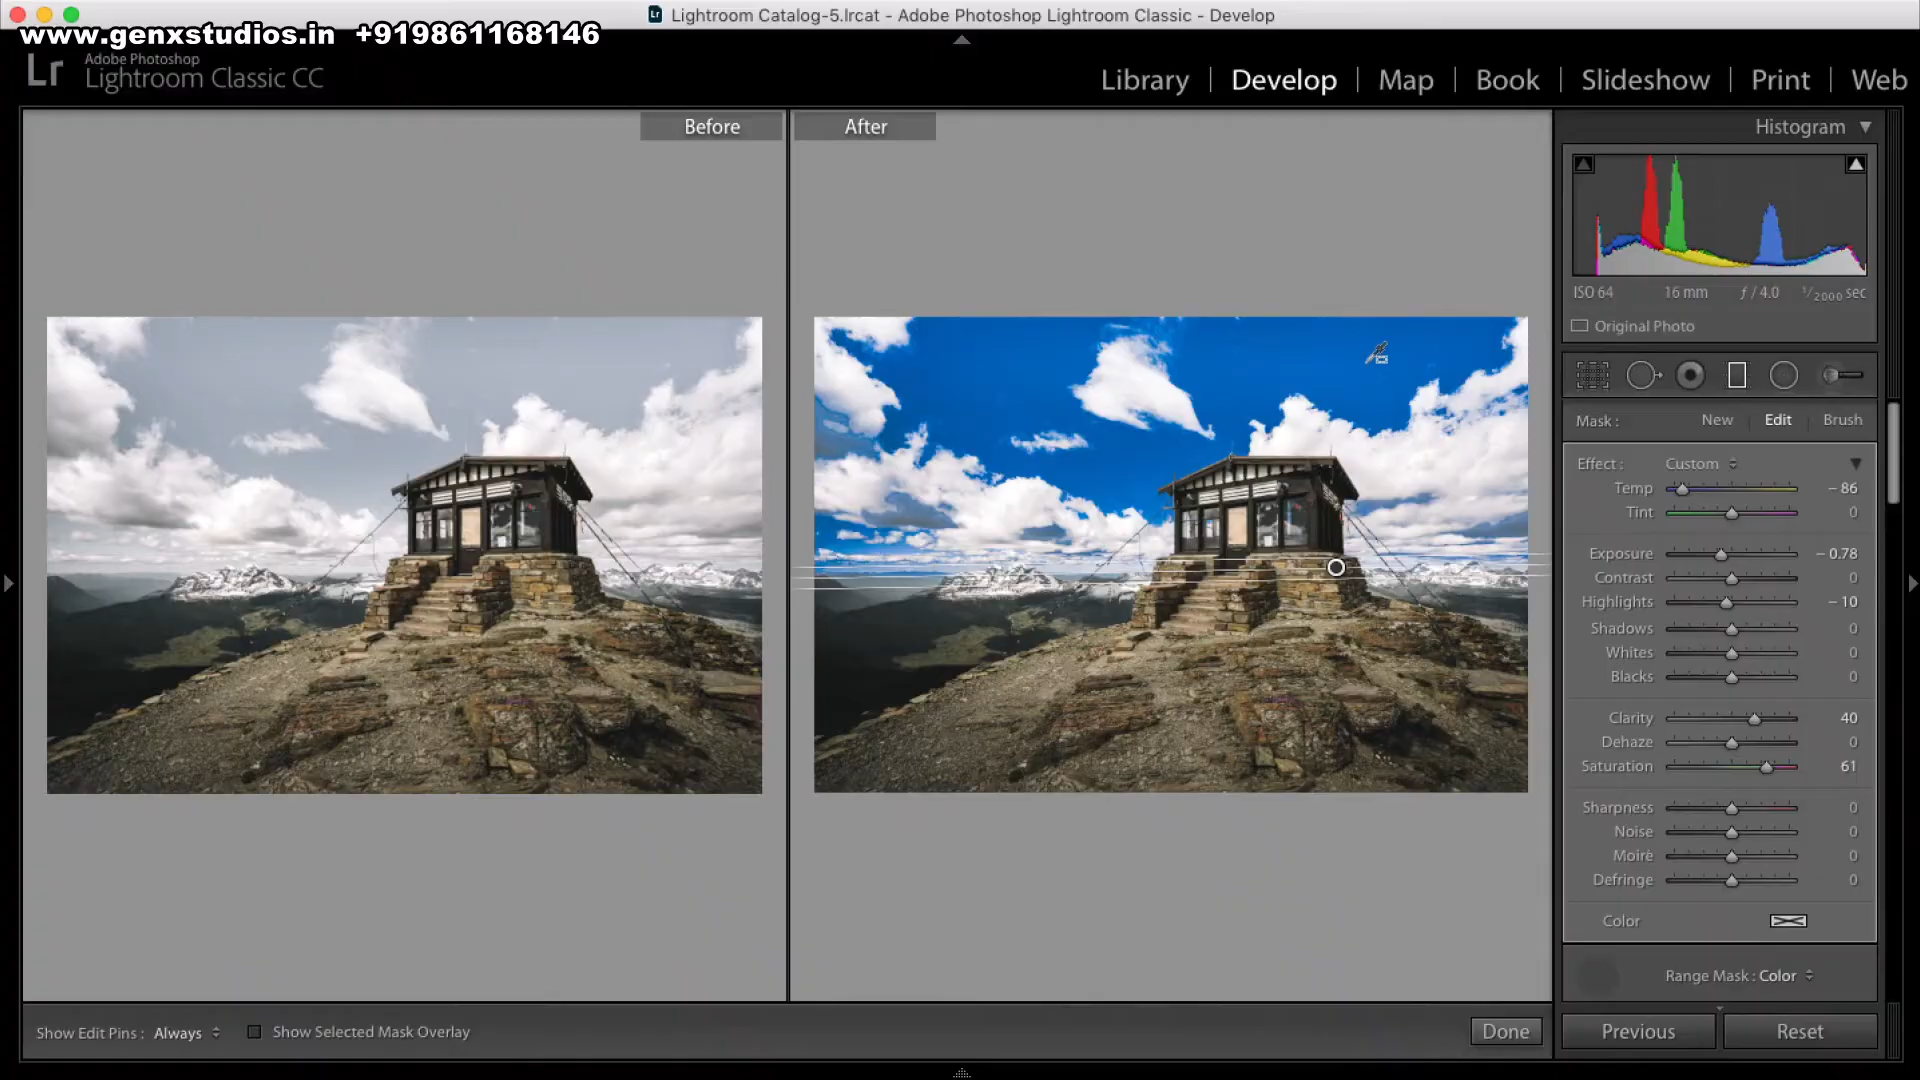 Lightroom Catalog-5.lrcat - Adobe Photoshop Lightroom Classic - Develop
www.genxstudios.in +919861168146
Lr Adobe Photoshop
Lightroom Classic CC
Library | Develop | Map | Book | Slideshow | Print | Web
Before
After
Histogram
ISO 64 16 mm ƒ / 4.0 1/2000 sec
Original Photo
Mask : New Edit Brush
Effect : Custom
Temp – 86
Tint 0
Exposure – 0.78
Contrast 0
Highlights – 10
Shadows 0
Whites 0
Blacks 0
Clarity 40
Dehaze 0
Saturation 61
Sharpness 0
Noise 0
Moiré 0
Defringe 0
Color
Range Mask : Color
Show Edit Pins : Always Show Selected Mask Overlay
Done
Previous Reset